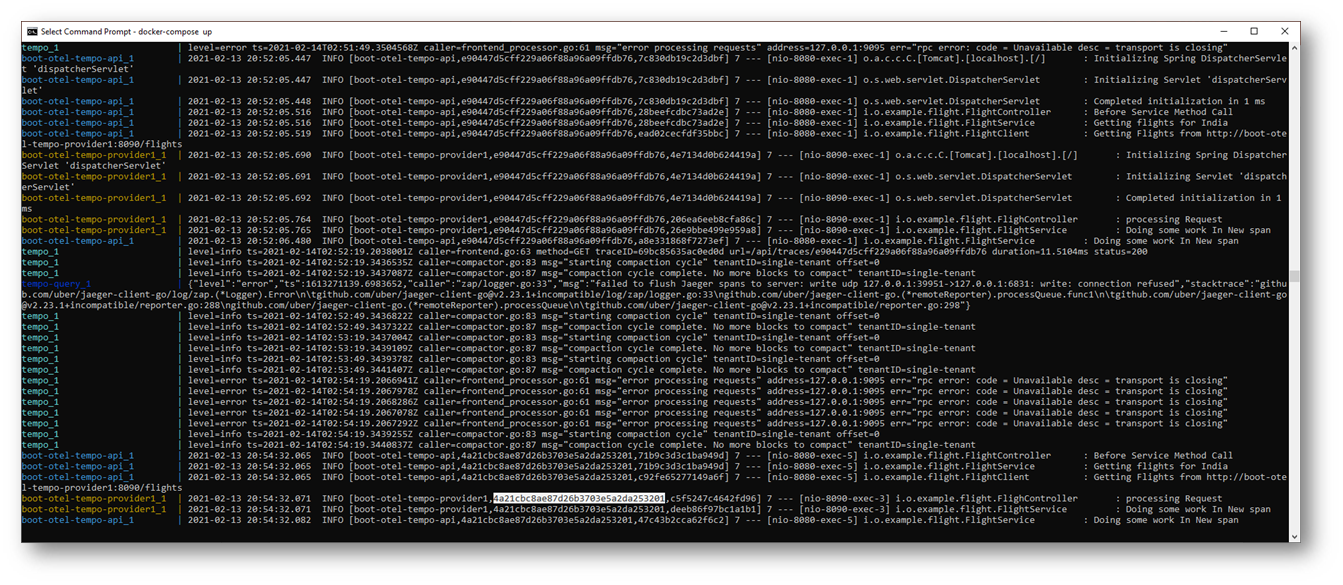 Select Command Prompt - docker-compose up
tempo_1 | level=error ts=2021-02-14T02:51:49.3504568Z caller=frontend_processor.go:61 msg="error processing requests" address=127.0.0.1:9095 err="rpc error: code = Unavailable desc = transport is closing"
boot-otel-tempo-api_1 | 2021-02-13 20:52:05.447 INFO [boot-otel-tempo-api,e90447d5cff229a06f88a96a09ffdb76,7c830db19c2d3dbf] 7 --- [nio-8080-exec-1] o.a.c.c.C.[Tomcat].[localhost].[/] : Initializing Spring DispatcherServle
t 'dispatcherServlet'
boot-otel-tempo-api_1 | 2021-02-13 20:52:05.447 INFO [boot-otel-tempo-api,e90447d5cff229a06f88a96a09ffdb76,7c830db19c2d3dbf] 7 --- [nio-8080-exec-1] o.s.web.servlet.DispatcherServlet : Initializing Servlet 'dispatcherServ
let'
boot-otel-tempo-api_1 | 2021-02-13 20:52:05.448 INFO [boot-otel-tempo-api,e90447d5cff229a06f88a96a09ffdb76,7c830db19c2d3dbf] 7 --- [nio-8080-exec-1] o.s.web.servlet.DispatcherServlet : Completed initialization in 1 ms
boot-otel-tempo-api_1 | 2021-02-13 20:52:05.516 INFO [boot-otel-tempo-api,e90447d5cff229a06f88a96a09ffdb76,28beefcdbc73ad2e] 7 --- [nio-8080-exec-1] i.o.example.flight.FlightController : Before Service Method Call
boot-otel-tempo-api_1 | 2021-02-13 20:52:05.516 INFO [boot-otel-tempo-api,e90447d5cff229a06f88a96a09ffdb76,28beefcdbc73ad2e] 7 --- [nio-8080-exec-1] i.o.example.flight.FlightService : Getting flights for India
boot-otel-tempo-api_1 | 2021-02-13 20:52:05.519 INFO [boot-otel-tempo-api,e90447d5cff229a06f88a96a09ffdb76,ead02cecfdf35bbc] 7 --- [nio-8080-exec-1] i.o.example.flight.FlightClient : Getting Flights from http://boot-ote
l-tempo-provider1:8090/flights
boot-otel-tempo-provider1_1 | 2021-02-13 20:52:05.690 INFO [boot-otel-tempo-provider1,e90447d5cff229a06f88a96a09ffdb76,4e7134d0b624419a] 7 --- [nio-8090-exec-1] o.a.c.c.C.[Tomcat].[localhost].[/] : Initializing Spring Dispatcher
Servlet 'dispatcherServlet'
boot-otel-tempo-provider1_1 | 2021-02-13 20:52:05.691 INFO [boot-otel-tempo-provider1,e90447d5cff229a06f88a96a09ffdb76,4e7134d0b624419a] 7 --- [nio-8090-exec-1] o.s.web.servlet.DispatcherServlet : Initializing Servlet 'dispatch
erServlet'
boot-otel-tempo-provider1_1 | 2021-02-13 20:52:05.692 INFO [boot-otel-tempo-provider1,e90447d5cff229a06f88a96a09ffdb76,4e7134d0b624419a] 7 --- [nio-8090-exec-1] o.s.web.servlet.DispatcherServlet : Completed initialization in 1
ms
boot-otel-tempo-provider1_1 | 2021-02-13 20:52:05.764 INFO [boot-otel-tempo-provider1,e90447d5cff229a06f88a96a09ffdb76,206ea6eeb8cfa86c] 7 --- [nio-8090-exec-1] i.o.example.flight.FlighController : processing Request
boot-otel-tempo-provider1_1 | 2021-02-13 20:52:05.765 INFO [boot-otel-tempo-provider1,e90447d5cff229a06f88a96a09ffdb76,26e9bbe499e959a8] 7 --- [nio-8090-exec-1] i.o.example.flight.FlightService : Doing some work In New span
boot-otel-tempo-api_1 | 2021-02-13 20:52:06.480 INFO [boot-otel-tempo-api,e90447d5cff229a06f88a96a09ffdb76,a8e331868f7273ef] 7 --- [nio-8080-exec-1] i.o.example.flight.FlightService : Doing some work In New span
tempo_1 | level=info ts=2021-02-14T02:52:19.2038001Z caller=frontend.go:63 method=GET traceID=69bc85635ac0ed0d url=/api/traces/e90447d5cff229a06f88a96a09ffdb76 duration=11.5104ms status=200
tempo_1 | level=info ts=2021-02-14T02:52:19.3436535Z caller=compactor.go:83 msg="starting compaction cycle" tenantID=single-tenant offset=0
tempo_1 | level=info ts=2021-02-14T02:52:19.3437087Z caller=compactor.go:87 msg="compaction cycle complete. No more blocks to compact" tenantID=single-tenant
tempo-query_1 | {"level":"error","ts":1613271139.6983652,"caller":"zap/logger.go:33","msg":"failed to flush Jaeger spans to server: write udp 127.0.0.1:39951->127.0.0.1:6831: write: connection refused","stacktrace":"githu
b.com/uber/jaeger-client-go/log/zap.(*Logger).Error\n\tgithub.com/uber/jaeger-client-go@v2.23.1+incompatible/log/zap/logger.go:33\ngithub.com/uber/jaeger-client-go.(*remoteReporter).processQueue.func1\n\tgithub.com/uber/jaeger-client-go
@v2.23.1+incompatible/reporter.go:288\ngithub.com/uber/jaeger-client-go.(*remoteReporter).processQueue\n\tgithub.com/uber/jaeger-client-go@v2.23.1+incompatible/reporter.go:298"}
tempo_1 | level=info ts=2021-02-14T02:52:49.3436822Z caller=compactor.go:83 msg="starting compaction cycle" tenantID=single-tenant offset=0
tempo_1 | level=info ts=2021-02-14T02:52:49.3437322Z caller=compactor.go:87 msg="compaction cycle complete. No more blocks to compact" tenantID=single-tenant
tempo_1 | level=info ts=2021-02-14T02:53:19.3437004Z caller=compactor.go:83 msg="starting compaction cycle" tenantID=single-tenant offset=0
tempo_1 | level=info ts=2021-02-14T02:53:19.3439109Z caller=compactor.go:87 msg="compaction cycle complete. No more blocks to compact" tenantID=single-tenant
tempo_1 | level=info ts=2021-02-14T02:53:49.3439378Z caller=compactor.go:83 msg="starting compaction cycle" tenantID=single-tenant offset=0
tempo_1 | level=info ts=2021-02-14T02:53:49.3441407Z caller=compactor.go:87 msg="compaction cycle complete. No more blocks to compact" tenantID=single-tenant
tempo_1 | level=error ts=2021-02-14T02:54:19.2066941Z caller=frontend_processor.go:61 msg="error processing requests" address=127.0.0.1:9095 err="rpc error: code = Unavailable desc = transport is closing"
tempo_1 | level=error ts=2021-02-14T02:54:19.2067978Z caller=frontend_processor.go:61 msg="error processing requests" address=127.0.0.1:9095 err="rpc error: code = Unavailable desc = transport is closing"
tempo_1 | level=error ts=2021-02-14T02:54:19.2068286Z caller=frontend_processor.go:61 msg="error processing requests" address=127.0.0.1:9095 err="rpc error: code = Unavailable desc = transport is closing"
tempo_1 | level=error ts=2021-02-14T02:54:19.2067078Z caller=frontend_processor.go:61 msg="error processing requests" address=127.0.0.1:9095 err="rpc error: code = Unavailable desc = transport is closing"
tempo_1 | level=error ts=2021-02-14T02:54:19.2067292Z caller=frontend_processor.go:61 msg="error processing requests" address=127.0.0.1:9095 err="rpc error: code = Unavailable desc = transport is closing"
tempo_1 | level=info ts=2021-02-14T02:54:19.3439255Z caller=compactor.go:83 msg="starting compaction cycle" tenantID=single-tenant offset=0
tempo_1 | level=info ts=2021-02-14T02:54:19.3440837Z caller=compactor.go:87 msg="compaction cycle complete. No more blocks to compact" tenantID=single-tenant
boot-otel-tempo-api_1 | 2021-02-13 20:54:32.065 INFO [boot-otel-tempo-api,4a21cbc8ae87d26b3703e5a2da253201,71b9c3d3c1ba949d] 7 --- [nio-8080-exec-5] i.o.example.flight.FlightController : Before Service Method Call
boot-otel-tempo-api_1 | 2021-02-13 20:54:32.065 INFO [boot-otel-tempo-api,4a21cbc8ae87d26b3703e5a2da253201,71b9c3d3c1ba949d] 7 --- [nio-8080-exec-5] i.o.example.flight.FlightService : Getting flights for India
boot-otel-tempo-api_1 | 2021-02-13 20:54:32.065 INFO [boot-otel-tempo-api,4a21cbc8ae87d26b3703e5a2da253201,c92fe65277149a6f] 7 --- [nio-8080-exec-5] i.o.example.flight.FlightClient : Getting Flights from http://boot-ote
l-tempo-provider1:8090/flights
boot-otel-tempo-provider1_1 | 2021-02-13 20:54:32.071 INFO [boot-otel-tempo-provider1,4a21cbc8ae87d26b3703e5a2da253201,c5f5247c4642fd96] 7 --- [nio-8090-exec-3] i.o.example.flight.FlighController : processing Request
boot-otel-tempo-provider1_1 | 2021-02-13 20:54:32.071 INFO [boot-otel-tempo-provider1,4a21cbc8ae87d26b3703e5a2da253201,deeb86f97bc1a1b1] 7 --- [nio-8090-exec-3] i.o.example.flight.FlightService : Doing some work In New span
boot-otel-tempo-api_1 | 2021-02-13 20:54:32.082 INFO [boot-otel-tempo-api,4a21cbc8ae87d26b3703e5a2da253201,47c43b2cca62f6c2] 7 --- [nio-8080-exec-5] i.o.example.flight.FlightService : Doing some work In New span